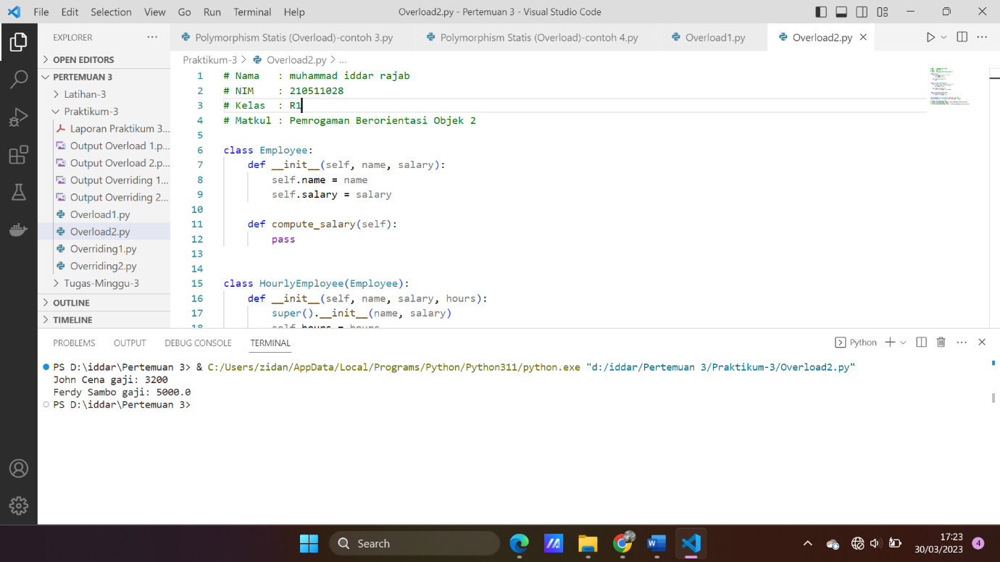 File Edit Selection View Go Run Terminal Help Overload2.py - Pertemuan 3 - Visual Studio Code
EXPLORER ···
OPEN EDITORS
PERTEMUAN 3
Latihan-3
Praktikum-3
Laporan Praktikum 3...
Output Overload 1.p...
Output Overload 2.p...
Output Overriding 1...
Output Overriding 2...
Overload1.py
Overload2.py
Overriding1.py
Overriding2.py
Tugas-Minggu-3
OUTLINE
TIMELINE
Polymorphism Statis (Overload)-contoh 3.py Polymorphism Statis (Overload)-contoh 4.py Overload1.py Overload2.py
Praktikum-3 > Overload2.py > ...
1 # Nama   : muhammad iddar rajab
2 # NIM    : 210511028
3 # Kelas  : R1
4 # Matkul : Pemrogaman Berorientasi Objek 2
5
6 class Employee:
7     def __init__(self, name, salary):
8         self.name = name
9         self.salary = salary
10
11     def compute_salary(self):
12         pass
13
14
15 class HourlyEmployee(Employee):
16     def __init__(self, name, salary, hours):
17         super().__init__(name, salary)
18         self.hours = hours
PROBLEMS OUTPUT DEBUG CONSOLE TERMINAL Python
PS D:\iddar\Pertemuan 3> & C:/Users/zidan/AppData/Local/Programs/Python/Python311/python.exe "d:/iddar/Pertemuan 3/Praktikum-3/Overload2.py"
John Cena gaji: 3200
Ferdy Sambo gaji: 5000.0
PS D:\iddar\Pertemuan 3>
Search
17:23
30/03/2023
4